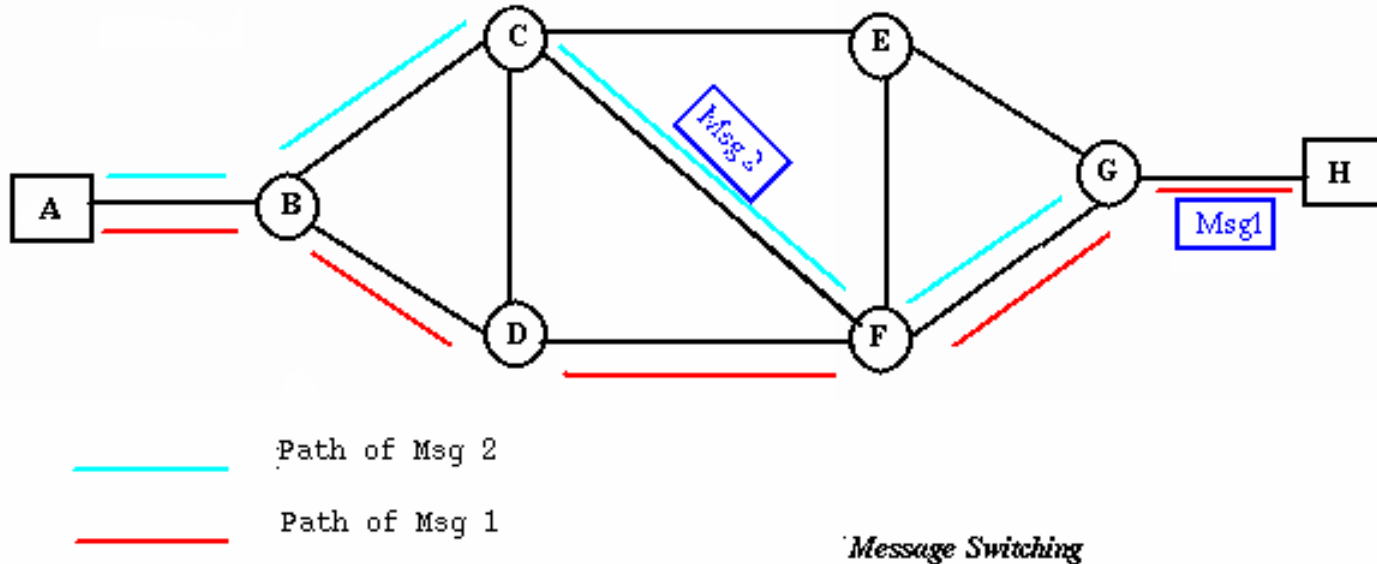 C
E
Msg 2
G
H
A
B
Msg1
D
F
Path of Msg 2
Path of Msg 1
Message Switching